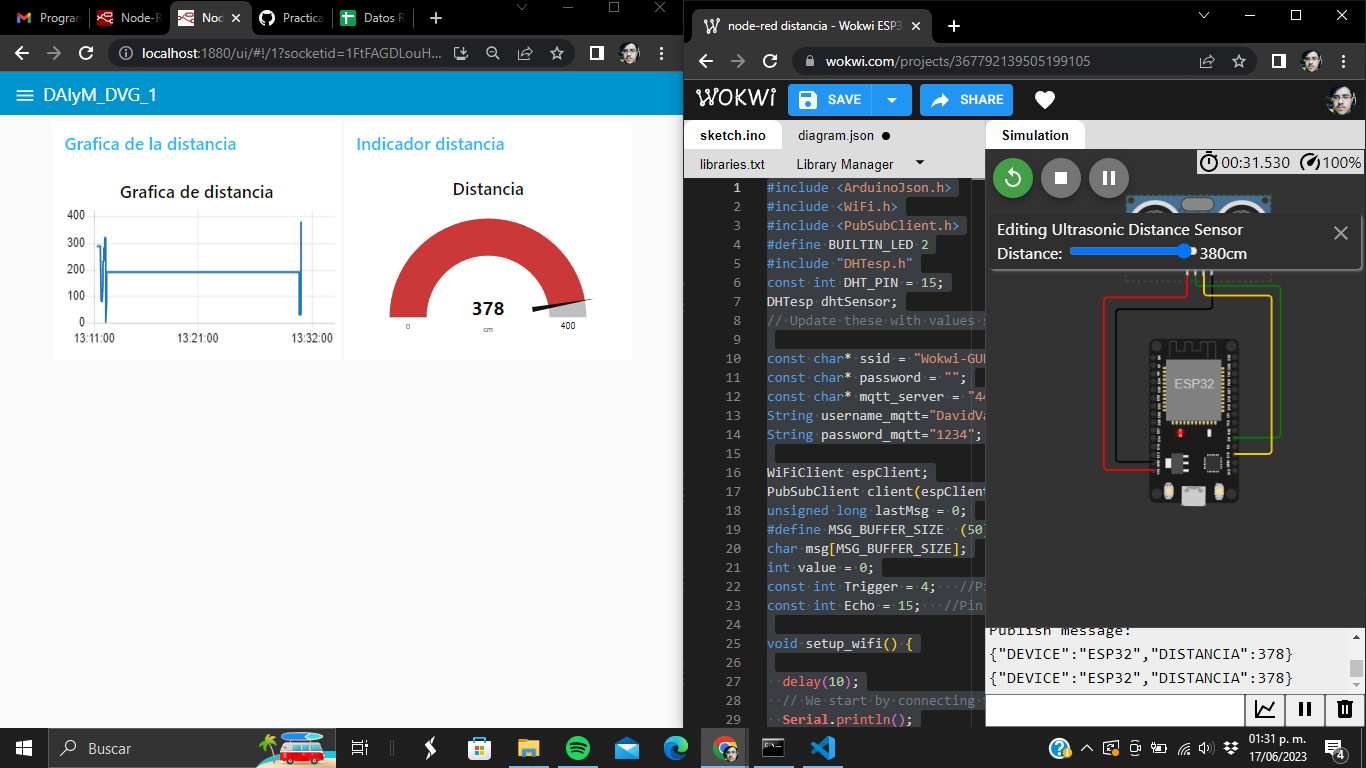 Program
Node-R
Noc
Practica
Datos R
localhost:1880/ui/#!/1?socketid=1FtFAGDLouH...
DAIyM_DVG_1
Grafica de la distancia
Grafica de distancia
400
300
200
100
0
13:11:00
13:21:00
13:32:00
Indicador distancia
Distancia
378
cm
0
400
node-red distancia - Wokwi ESP3
wokwi.com/projects/367792139505199105
WOKWi
SAVE
SHARE
sketch.ino
diagram.json
libraries.txt
Library Manager
1 #include <ArduinoJson.h>
2 #include <WiFi.h>
3 #include <PubSubClient.h>
4 #define BUILTIN_LED 2
5 #include "DHTesp.h"
6 const int DHT_PIN = 15;
7 DHTesp dhtSensor;
8 // Update these with values s
9
10 const char* ssid = "Wokwi-GU
11 const char* password = "";
12 const char* mqtt_server = "44
13 String username_mqtt="DavidVa
14 String password_mqtt="1234";
15
16 WiFiClient espClient;
17 PubSubClient client(espClient
18 unsigned long lastMsg = 0;
19 #define MSG_BUFFER_SIZE  (50)
20 char msg[MSG_BUFFER_SIZE];
21 int value = 0;
22 const int Trigger = 4;   //Pi
23 const int Echo = 15;   //Pin
24
25 void setup_wifi() {
26
27   delay(10);
28   // We start by connecting
29   Serial.println();
Simulation
00:31.530
100%
Editing Ultrasonic Distance Sensor
Distance:
380cm
ESP32
Publish message:
{"DEVICE":"ESP32","DISTANCIA":378}
{"DEVICE":"ESP32","DISTANCIA":378}
Buscar
01:31 p. m.
17/06/2023
4